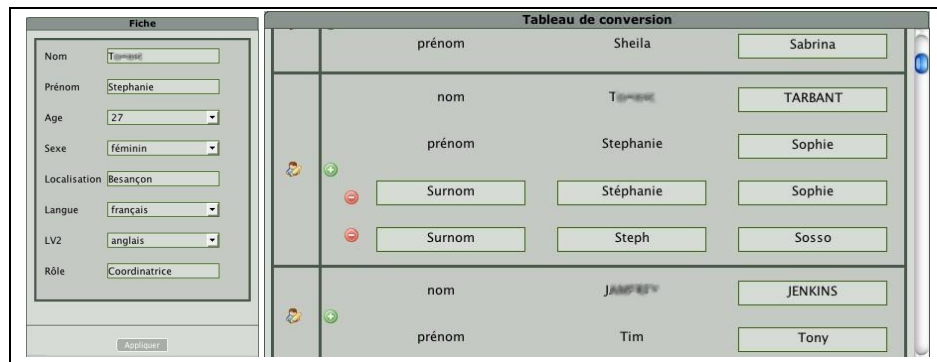 Fiche
Nom
Prénom Stephanie
Age 27
Sexe féminin
Localisation Besançon
Langue français
LV2 anglais
Rôle Coordinatrice
Appliquer
Tableau de conversion
prénom Sheila Sabrina
nom TARBANT
prénom Stephanie Sophie
Surnom Stéphanie Sophie
Surnom Steph Sosso
nom JENKINS
prénom Tim Tony